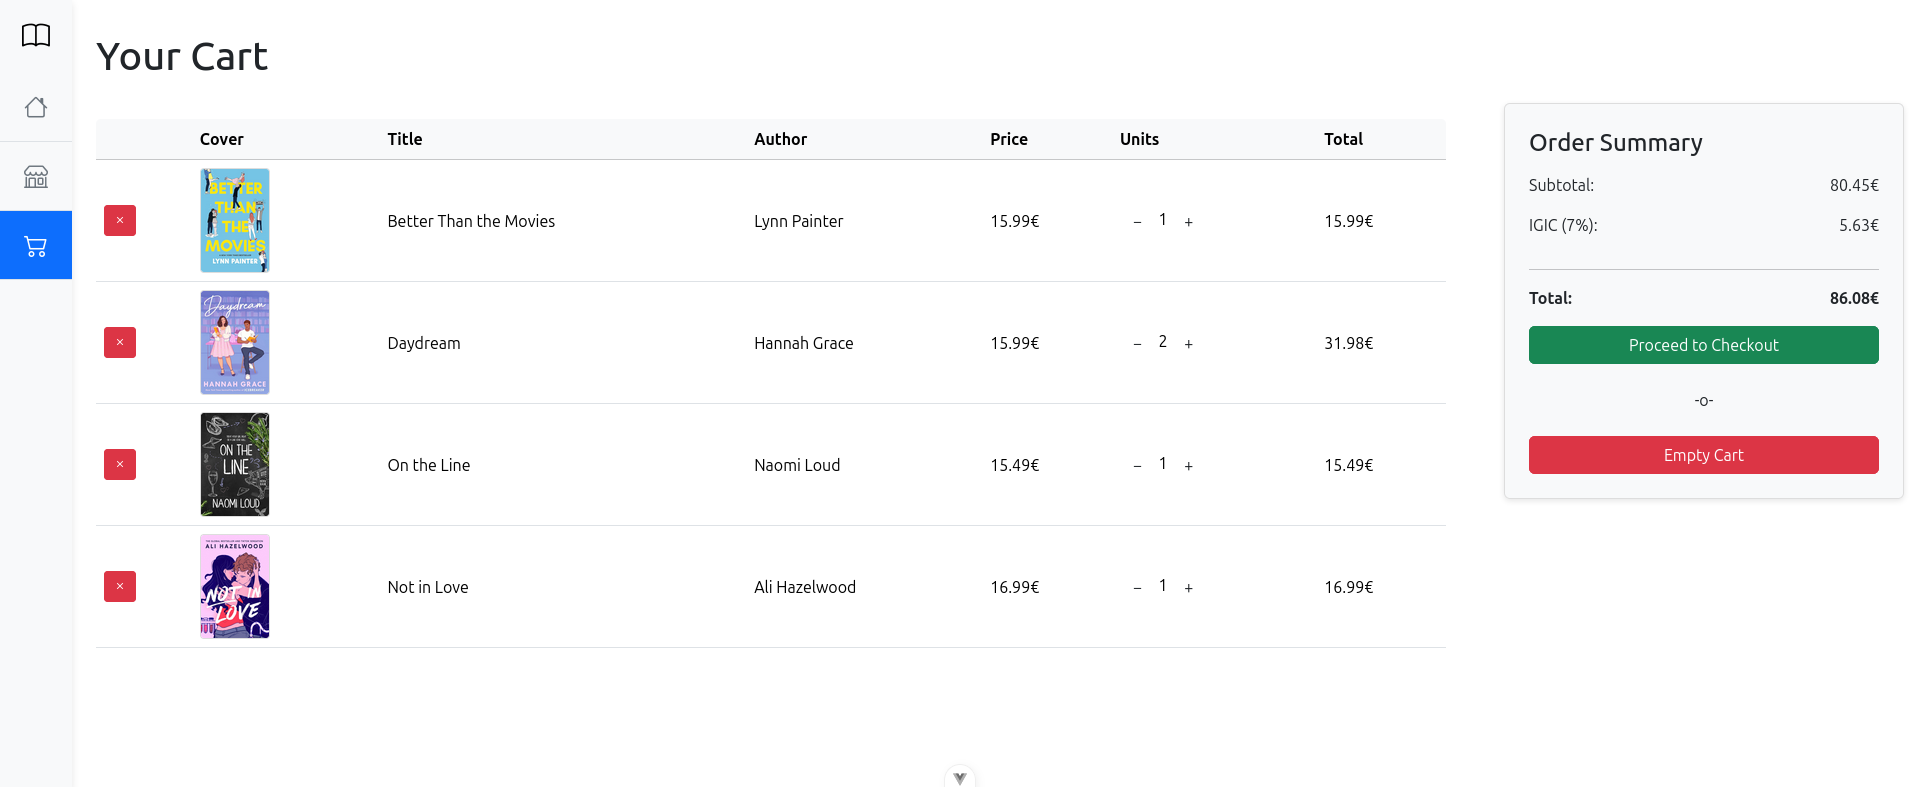 Your Cart
Cover Title Author Price Units Total
× BETTER THAN THE MOVIES LYNN PAINTER Better Than the Movies Lynn Painter 15.99€ – 1 + 15.99€
× Daydream HANNAH GRACE Daydream Hannah Grace 15.99€ – 2 + 31.98€
× ON THE LINE NAOMI LOUD On the Line Naomi Loud 15.49€ – 1 + 15.49€
× ALI HAZELWOOD NOT IN LOVE Not in Love Ali Hazelwood 16.99€ – 1 + 16.99€
Order Summary
Subtotal: 80.45€
IGIC (7%): 5.63€
Total: 86.08€
Proceed to Checkout
-o-
Empty Cart